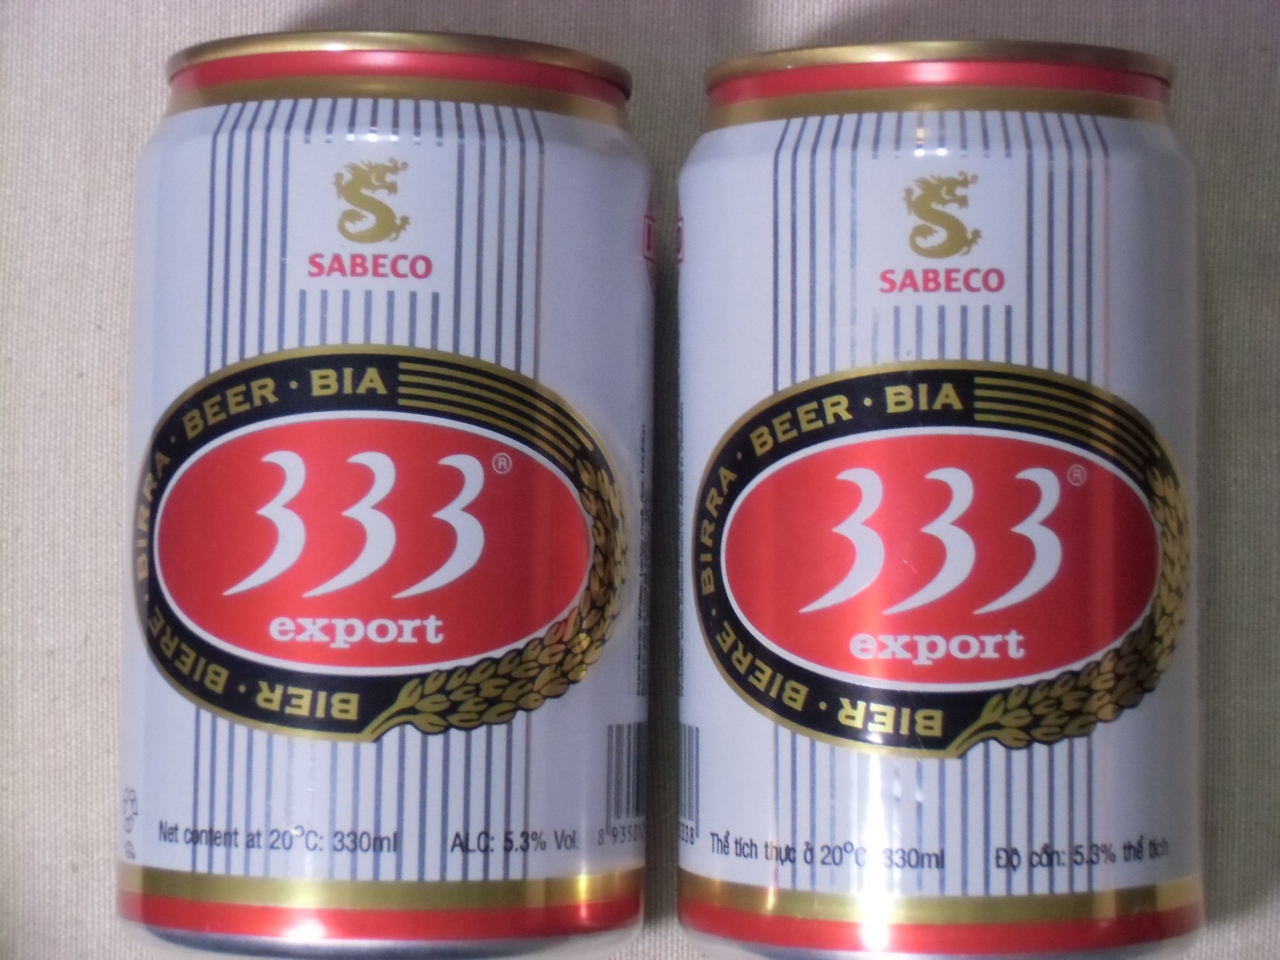 SABECO
BIRRA · BEER · BIA
333®
export
BIERE · BIER
Net content at 20°C: 330ml ALC: 5.3% Vol.
SABECO
BIRRA · BEER · BIA
333®
export
BIERE · BIER
Thể tích thực ở 20°C 330ml Độ cồn: 5.3% thể tích